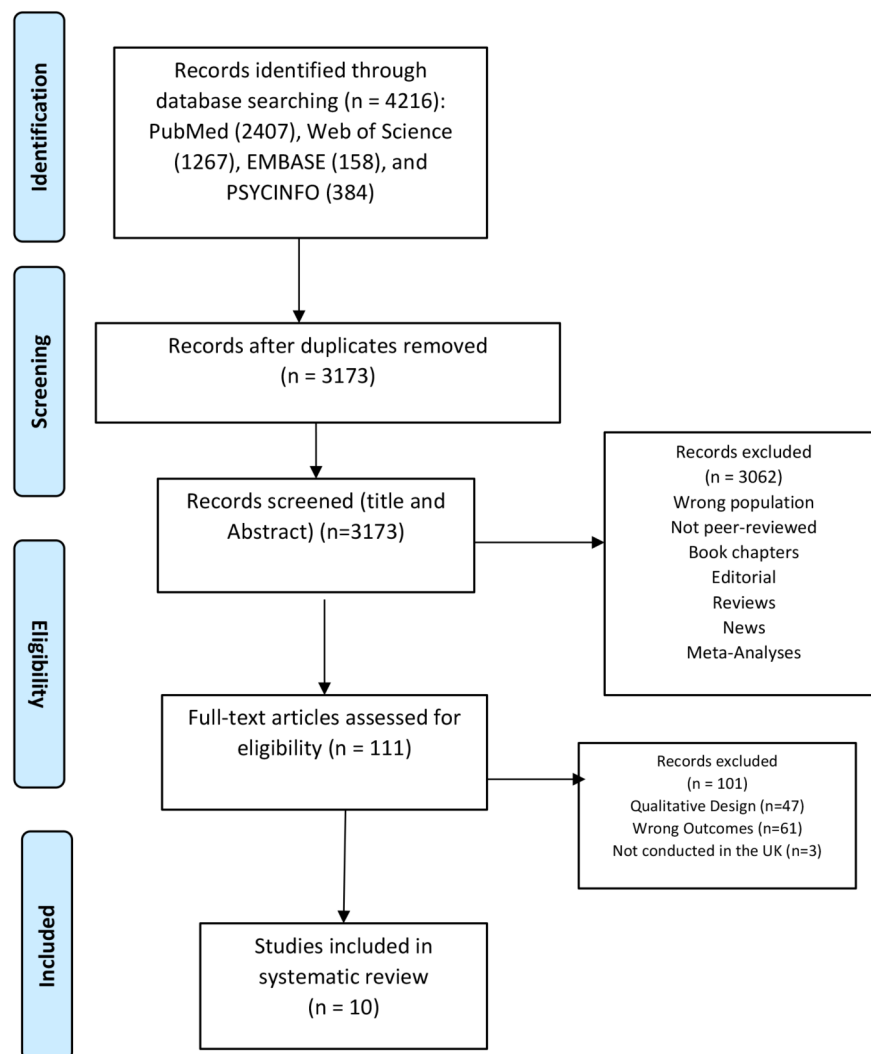 Identification
Records identified through
database searching (n = 4216):
PubMed (2407), Web of Science
(1267), EMBASE (158), and
PSYCINFO (384)
Screening
Records after duplicates removed
(n = 3173)
Records screened (title and
Abstract) (n=3173)
Records excluded
(n = 3062)
Wrong population
Not peer-reviewed
Book chapters
Editorial
Reviews
News
Meta-Analyses
Eligibility
Full-text articles assessed for
eligibility (n = 111)
Records excluded
(n = 101)
Qualitative Design (n=47)
Wrong Outcomes (n=61)
Not conducted in the UK (n=3)
Included
Studies included in
systematic review
(n = 10)